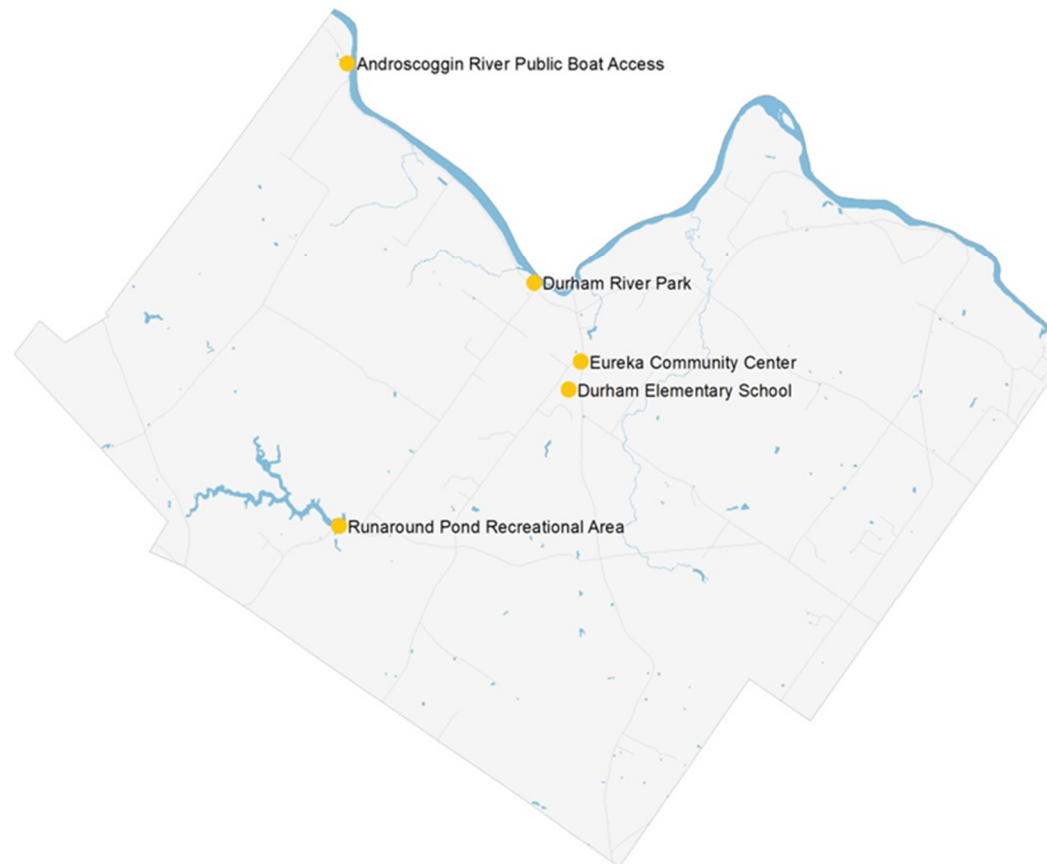 Androscoggin River Public Boat Access
Durham River Park
Eureka Community Center
Durham Elementary School
Runaround Pond Recreational Area